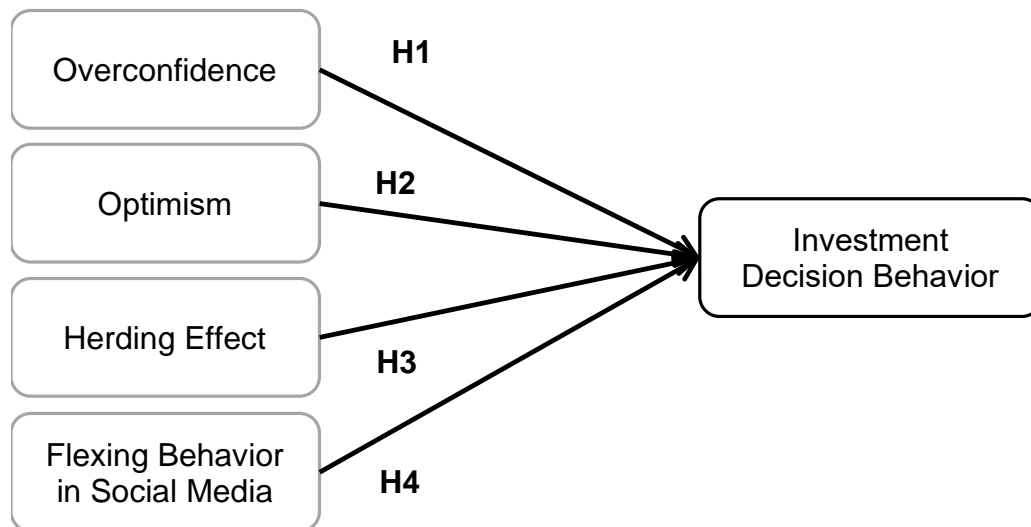 Overconfidence
H1
Optimism
H2
Investment
Decision Behavior
Herding Effect
H3
Flexing Behavior
in Social Media
H4